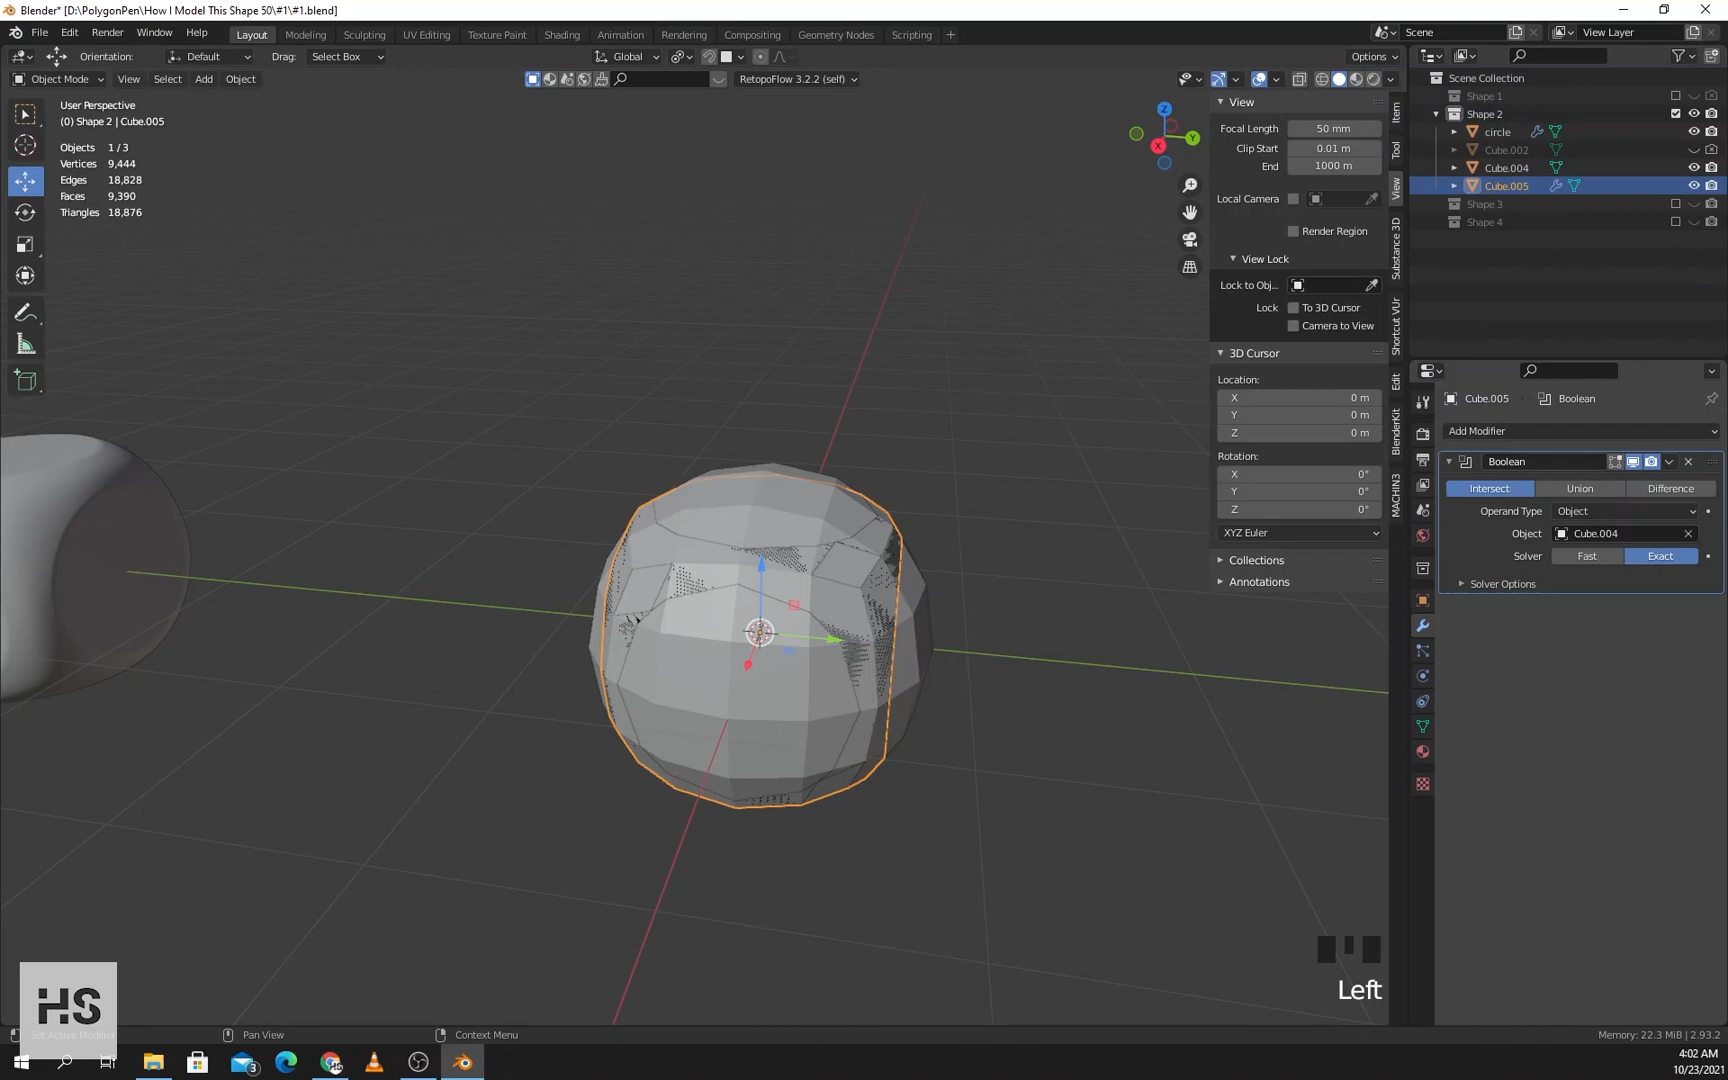 Blender* [D:\PolygonPen\How I Model This Shape 50\#1\#1.blend]
File Edit Render Window Help Layout Modeling Sculpting UV Editing Texture Paint Shading Animation Rendering Compositing Geometry Nodes Scripting Scene View Layer
Orientation: Default Drag: Select Box Global Options
Object Mode View Select Add Object RetopoFlow 3.2.2 (self)
User Perspective
(0) Shape 2 | Cube.005
Objects 1 / 3
Vertices 9,444
Edges 18,828
Faces 9,390
Triangles 18,876
Z
Y
X
View
Focal Length 50 mm
Clip Start 0.01 m
End 1000 m
Local Camera
Render Region
View Lock
Lock to Obj...
Lock To 3D Cursor
Camera to View
3D Cursor
Location:
X 0 m
Y 0 m
Z 0 m
Rotation:
X 0°
Y 0°
Z 0°
XYZ Euler
Collections
Annotations
Item
Tool
View
Substance 3D
Shortcut VUr
Edit
BlenderKit
MACHIN3
Scene Collection
Shape 1
Shape 2
circle
Cube.002
Cube.004
Cube.005
Shape 3
Shape 4
Cube.005 Boolean
Add Modifier
Boolean
Intersect Union Difference
Operand Type Object
Object Cube.004
Solver Fast Exact
Solver Options
Left
HS
Set Active Modifier Pan View Context Menu Memory: 22.3 MiB | 2.93.2
3
4:02 AM
10/23/2021